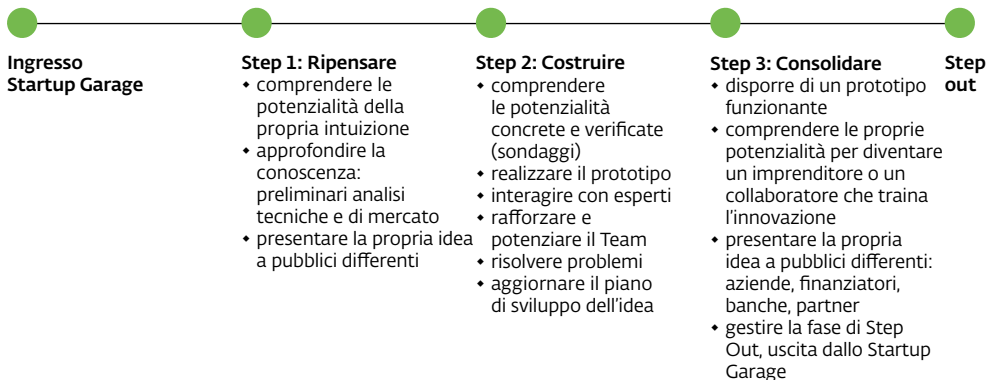 Ingresso
Startup Garage
Step 1: Ripensare
• comprendere le
potenzialità della
propria intuizione
• approfondire la
conoscenza:
preliminari analisi
tecniche e di mercato
• presentare la propria idea
a pubblici differenti
Step 2: Costruire
• comprendere
le potenzialità
concrete e verificate
(sondaggi)
• realizzare il prototipo
• interagire con esperti
• rafforzare e
potenziare il Team
• risolvere problemi
• aggiornare il piano
di sviluppo dell'idea
Step 3: Consolidare
• disporre di un prototipo
funzionante
• comprendere le proprie
potenzialità per diventare
un imprenditore o un
collaboratore che traina
l'innovazione
• presentare la propria
idea a pubblici differenti:
aziende, finanziatori,
banche, partner
• gestire la fase di Step
Out, uscita dallo Startup
Garage
Step
out